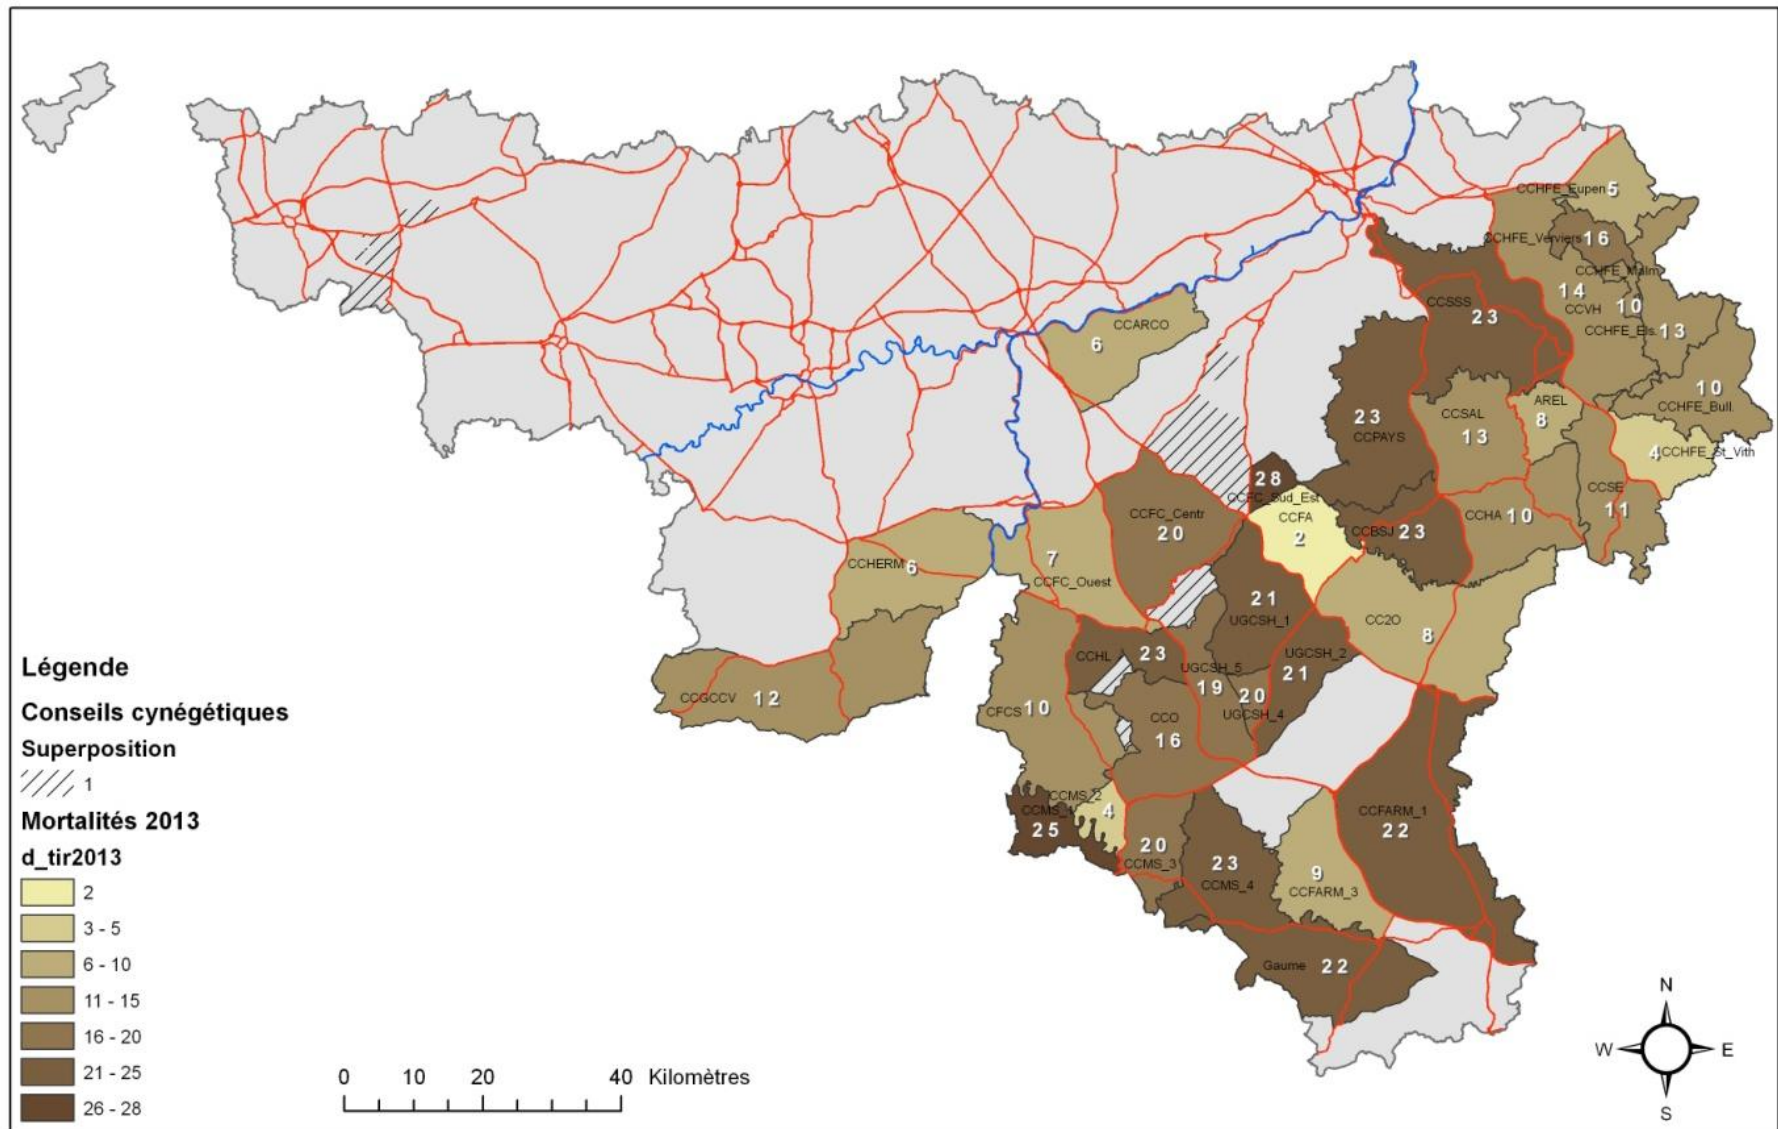 CCHFE_Eupen
5
CCHFE_Verviers
16
CCHFE_Malm
14
CCVH
10
CCHFE_Els.
13
CCSSS
23
CCARCO
6
10
CCHFE_Bull.
AREL
8
CCSAL
13
23
CCPAYS
4
CCHFE_St_Vith
28
CCFC_Sud_Est
CCFA
2
CCSE
11
CCFC_Centr
20
CCBSJ
23
CCHA
10
CCHERM
6
7
CCFC_Ouest
21
UGCSH_1
CC2O
8
CCHL
23
UGCSH_5
19
UGCSH_2
21
20
UGCSH_4
CCGCCV
12
CFCS
10
CCO
16
CCMS_2
4
CCMS_1
25
20
CCMS_3
23
CCMS_4
9
CCFARM_3
CCFARM_1
22
Gaume
22
Légende
Conseils cynégétiques
Superposition
1
Mortalités 2013
d_tir2013
2
3 - 5
6 - 10
11 - 15
16 - 20
21 - 25
26 - 28
0 10 20 40 Kilomètres
N
W E
S